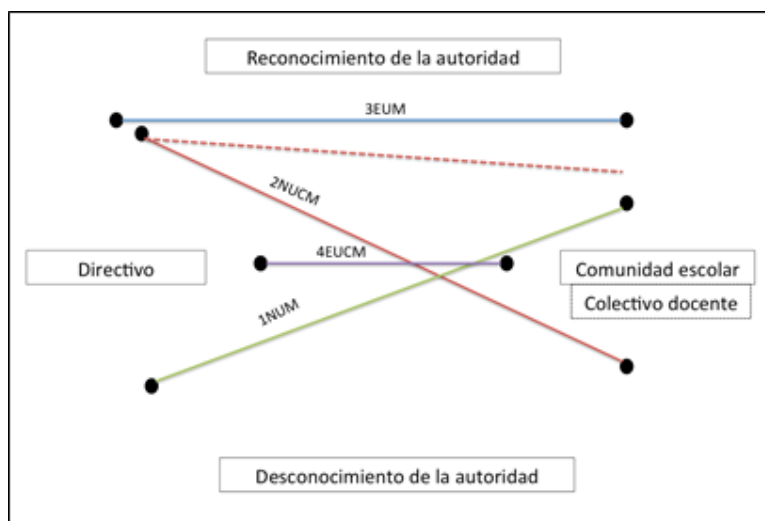 Reconocimiento de la autoridad
3EUM
2NUCM
Directivo
4EUCM
Comunidad escolar
Colectivo docente
1NUM
Desconocimiento de la autoridad